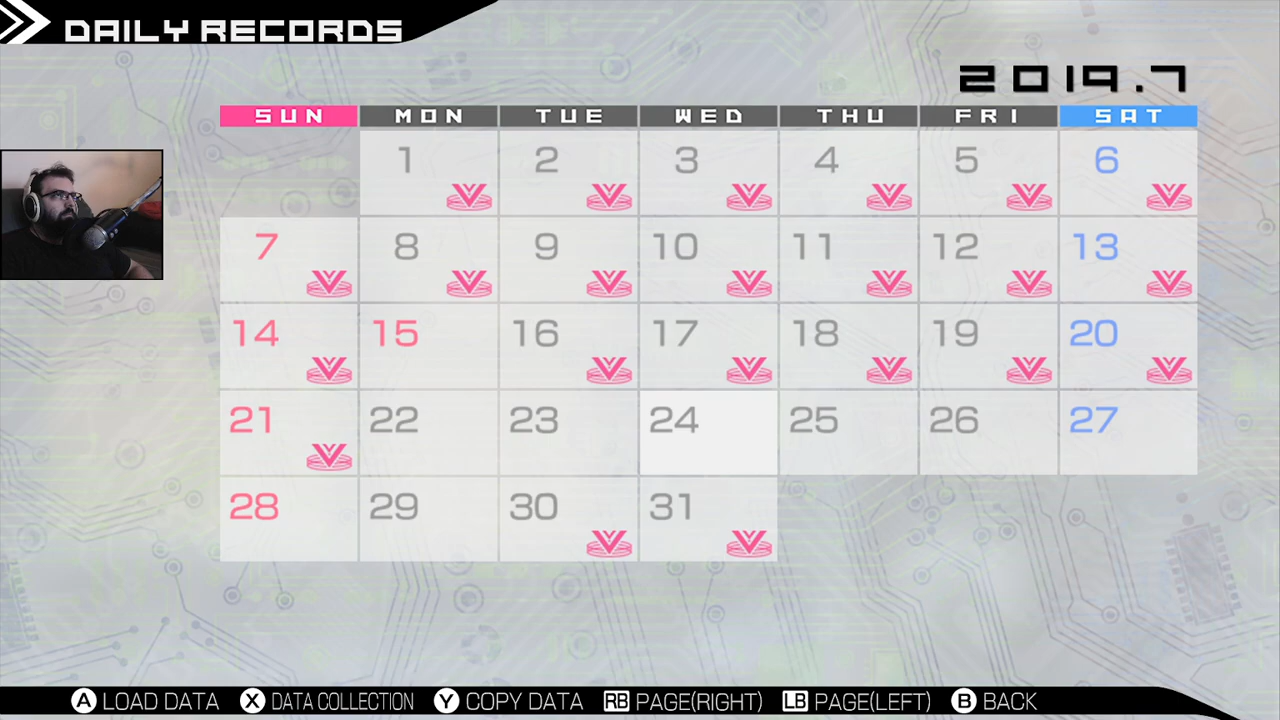 DAILY RECORDS
2019.7
SUN MON TUE WED THU FRI SAT
1 2 3 4 5 6
7 8 9 10 11 12 13
14 15 16 17 18 19 20
21 22 23 24 25 26 27
28 29 30 31
A LOAD DATA X DATA COLLECTION Y COPY DATA RB PAGE(RIGHT) LB PAGE(LEFT) B BACK